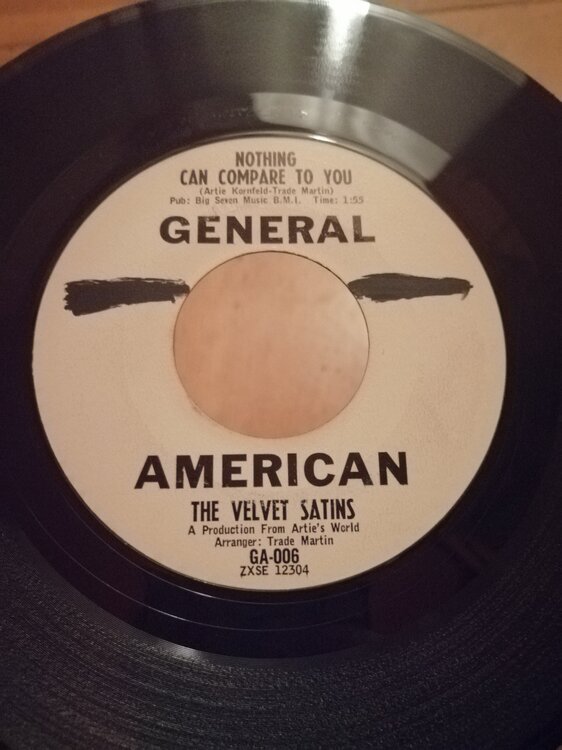 NOTHING
CAN COMPARE TO YOU
(Artie Kornfeld-Trade Martin)
Pub: Big Seven Music B.M.I. Time: 1:55
GENERAL
AMERICAN
THE VELVET SATINS
A Production From Artie's World
Arranger: Trade Martin
GA-006
ZXSE 12304